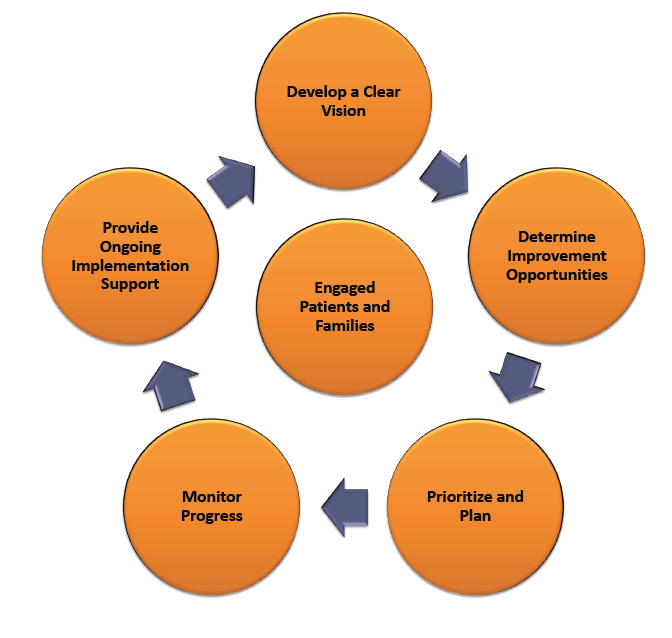 Develop a Clear
Vision
Determine
Improvement
Opportunities
Prioritize and
Plan
Monitor
Progress
Provide
Ongoing
Implementation
Support
Engaged
Patients and
Families